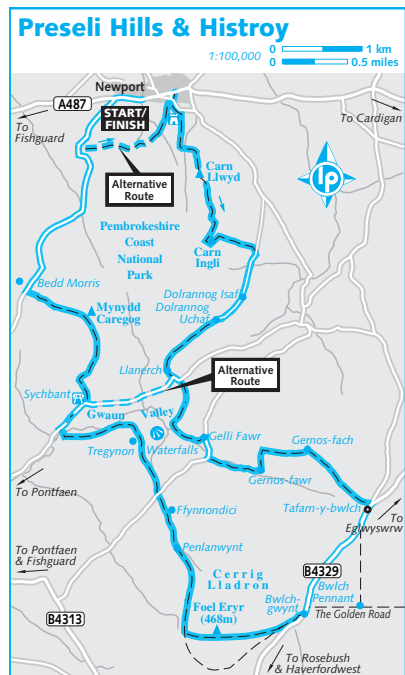 Preseli Hills & Histroy
1:100,000
0 1 km
0 0.5 miles
Newport
A487
START/
FINISH
To
Fishguard
To Cardigan
Alternative
Route
Carn
Llwyd
lp
Pembrokeshire
Coast
National
Park
Carn
Ingli
Bedd Morris
Dolrannog Isaf
Dolrannog
Uchaf
Mynydd
Caregog
Llanerch
Alternative
Route
Sychbant
Gwaun Valley
Gelli Fawr
Gernos-fach
Tregynon
Waterfalls
Gernos-fawr
To Pontfaen
Ffynnondici
Tafarn-y-bwlch
To
Eglwyswrw
To Pontfaen
& Fishguard
Penlanwynt
Cerrig
Lladron
B4329
Bwlch
Pennant
Foel Eryr
(468m)
Bwlch-
gwynt
The Golden Road
B4313
To Rosebush
& Haverfordwest